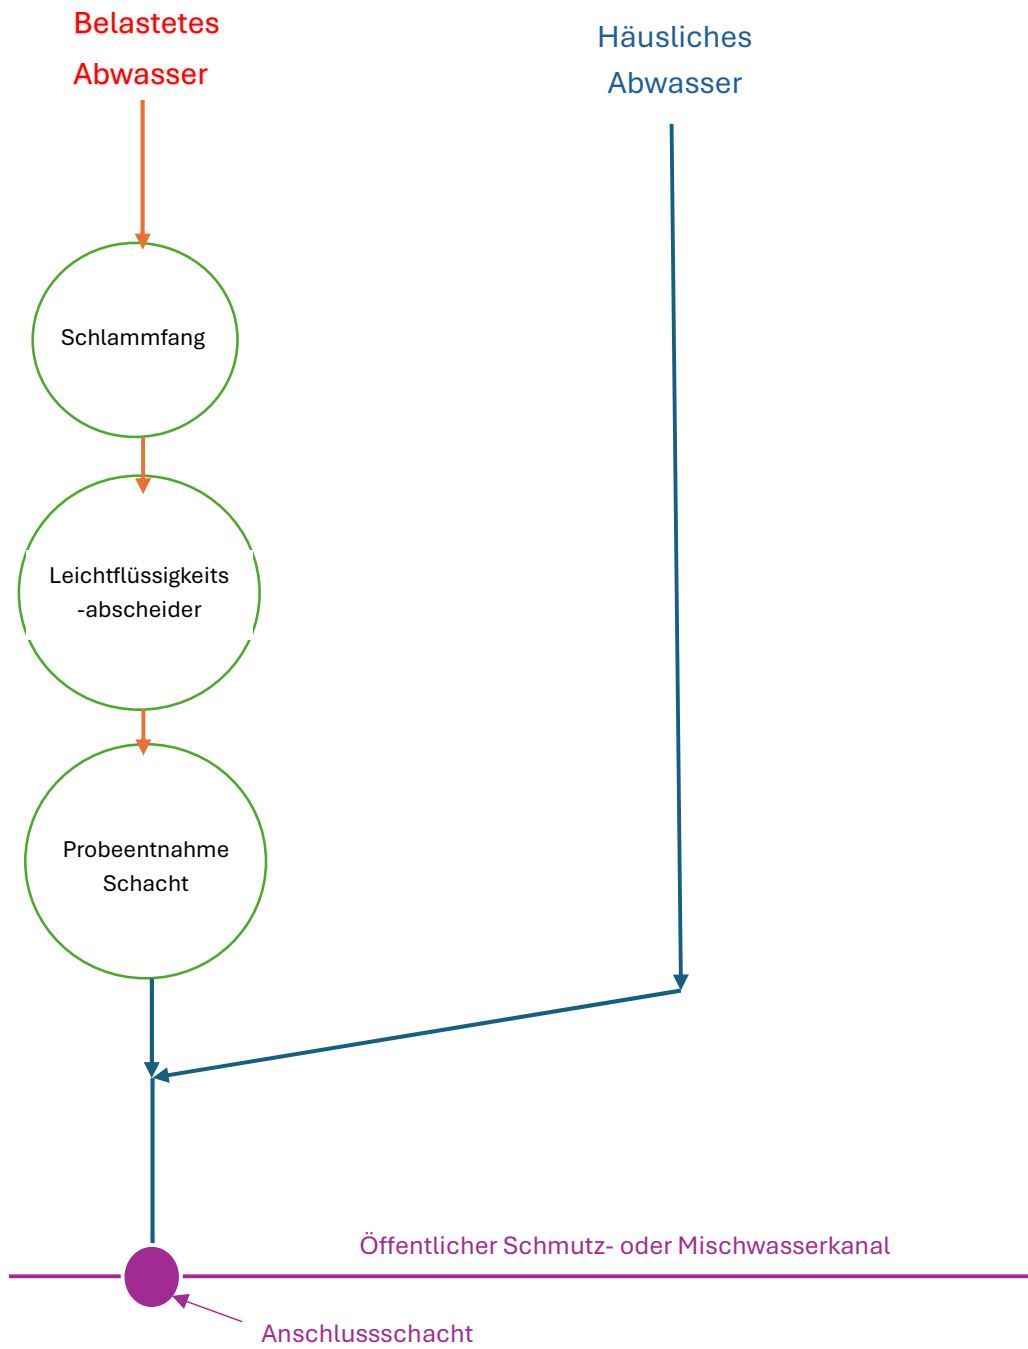 Belastetes
Abwasser
Häusliches
Abwasser
Schlammfang
Leichtflüssigkeits
-abscheider
Probeentnahme
Schacht
Öffentlicher Schmutz- oder Mischwasserkanal
Anschlussschacht